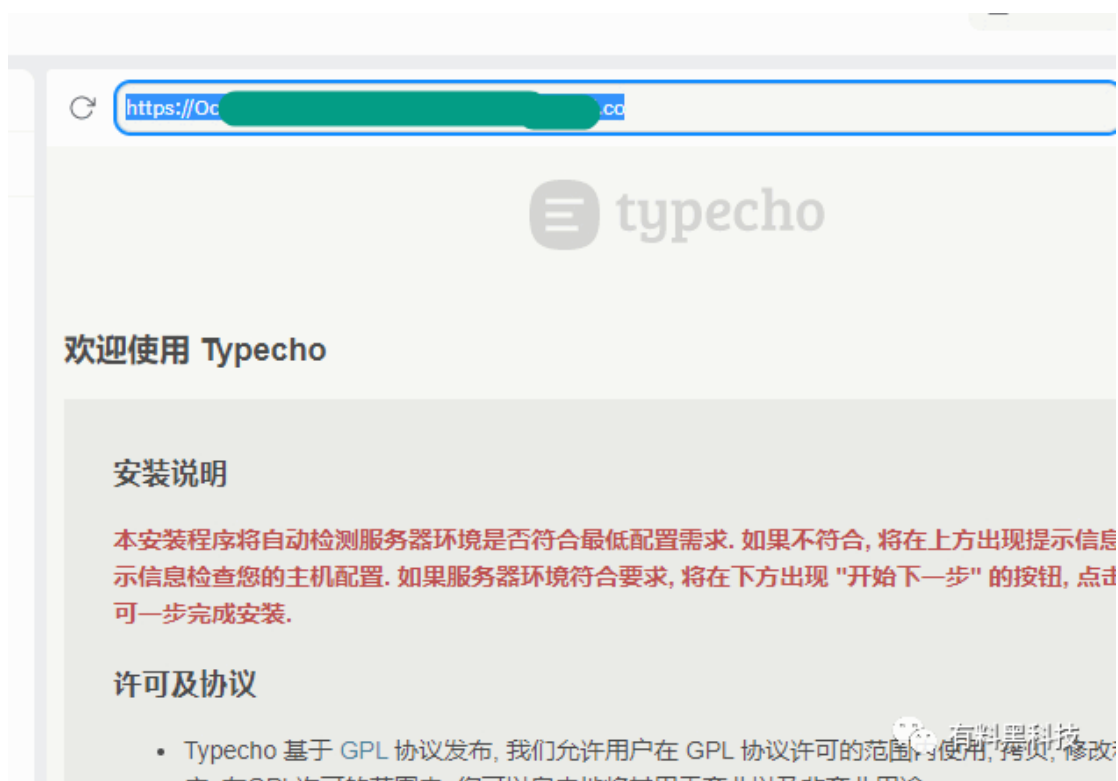 https://0c .co
typecho
欢迎使用 Typecho
安装说明
本安装程序将自动检测服务器环境是否符合最低配置需求. 如果不符合, 将在上方出现提示信息
示信息检查您的主机配置. 如果服务器环境符合要求, 将在下方出现 "开始下一步" 的按钮, 点击
可一步完成安装.
许可及协议
• Typecho 基于 GPL 协议发布, 我们允许用户在 GPL 协议许可的范围内使用, 拷贝, 修改
有料黑科技